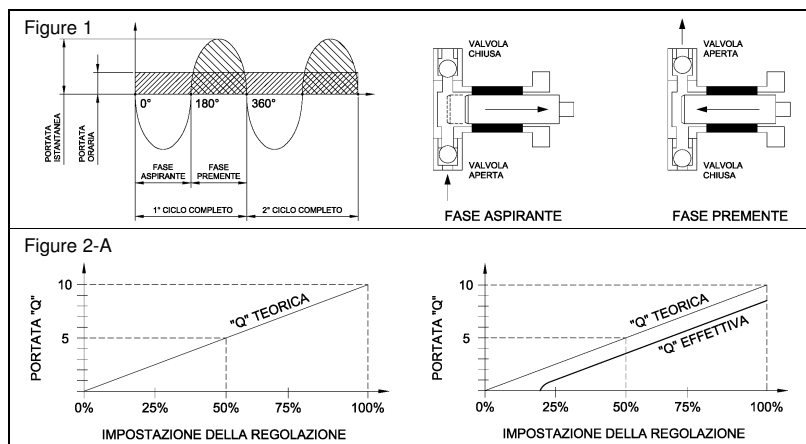 Figure 1
PORTATA
ISTANTANEA
PORTATA
ORARIA
0°
180°
360°
FASE
ASPIRANTE
FASE
PREMENTE
1° CICLO COMPLETO
2° CICLO COMPLETO
VALVOLA
CHIUSA
VALVOLA
APERTA
FASE ASPIRANTE
VALVOLA
APERTA
VALVOLA
CHIUSA
FASE PREMENTE
Figure 2-A
PORTATA "Q"
10
5
"Q" TEORICA
0%
25%
50%
75%
100%
IMPOSTAZIONE DELLA REGOLAZIONE
PORTATA "Q"
10
5
"Q" TEORICA
"Q" EFFETTIVA
0%
25%
50%
75%
100%
IMPOSTAZIONE DELLA REGOLAZIONE